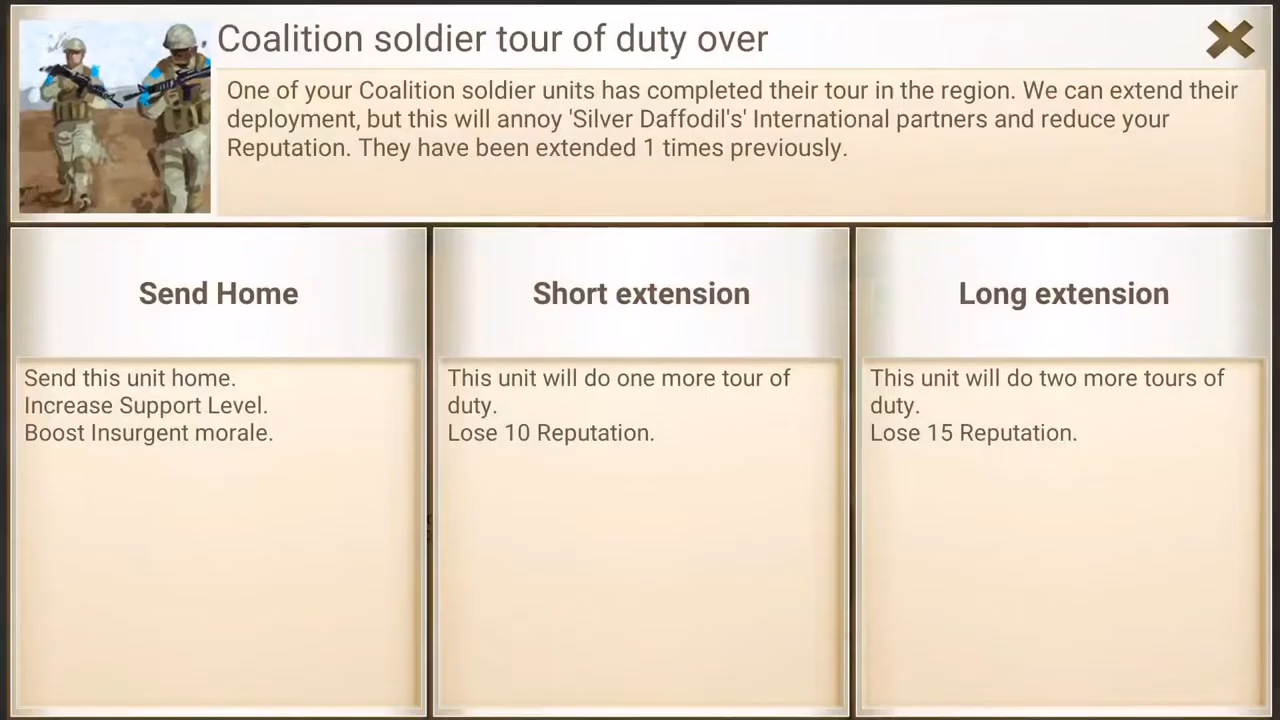 Coalition soldier tour of duty over
One of your Coalition soldier units has completed their tour in the region. We can extend their
deployment, but this will annoy 'Silver Daffodil's' International partners and reduce your
Reputation. They have been extended 1 times previously.
Send Home
Send this unit home.
Increase Support Level.
Boost Insurgent morale.
Short extension
This unit will do one more tour of
duty.
Lose 10 Reputation.
Long extension
This unit will do two more tours of
duty.
Lose 15 Reputation.